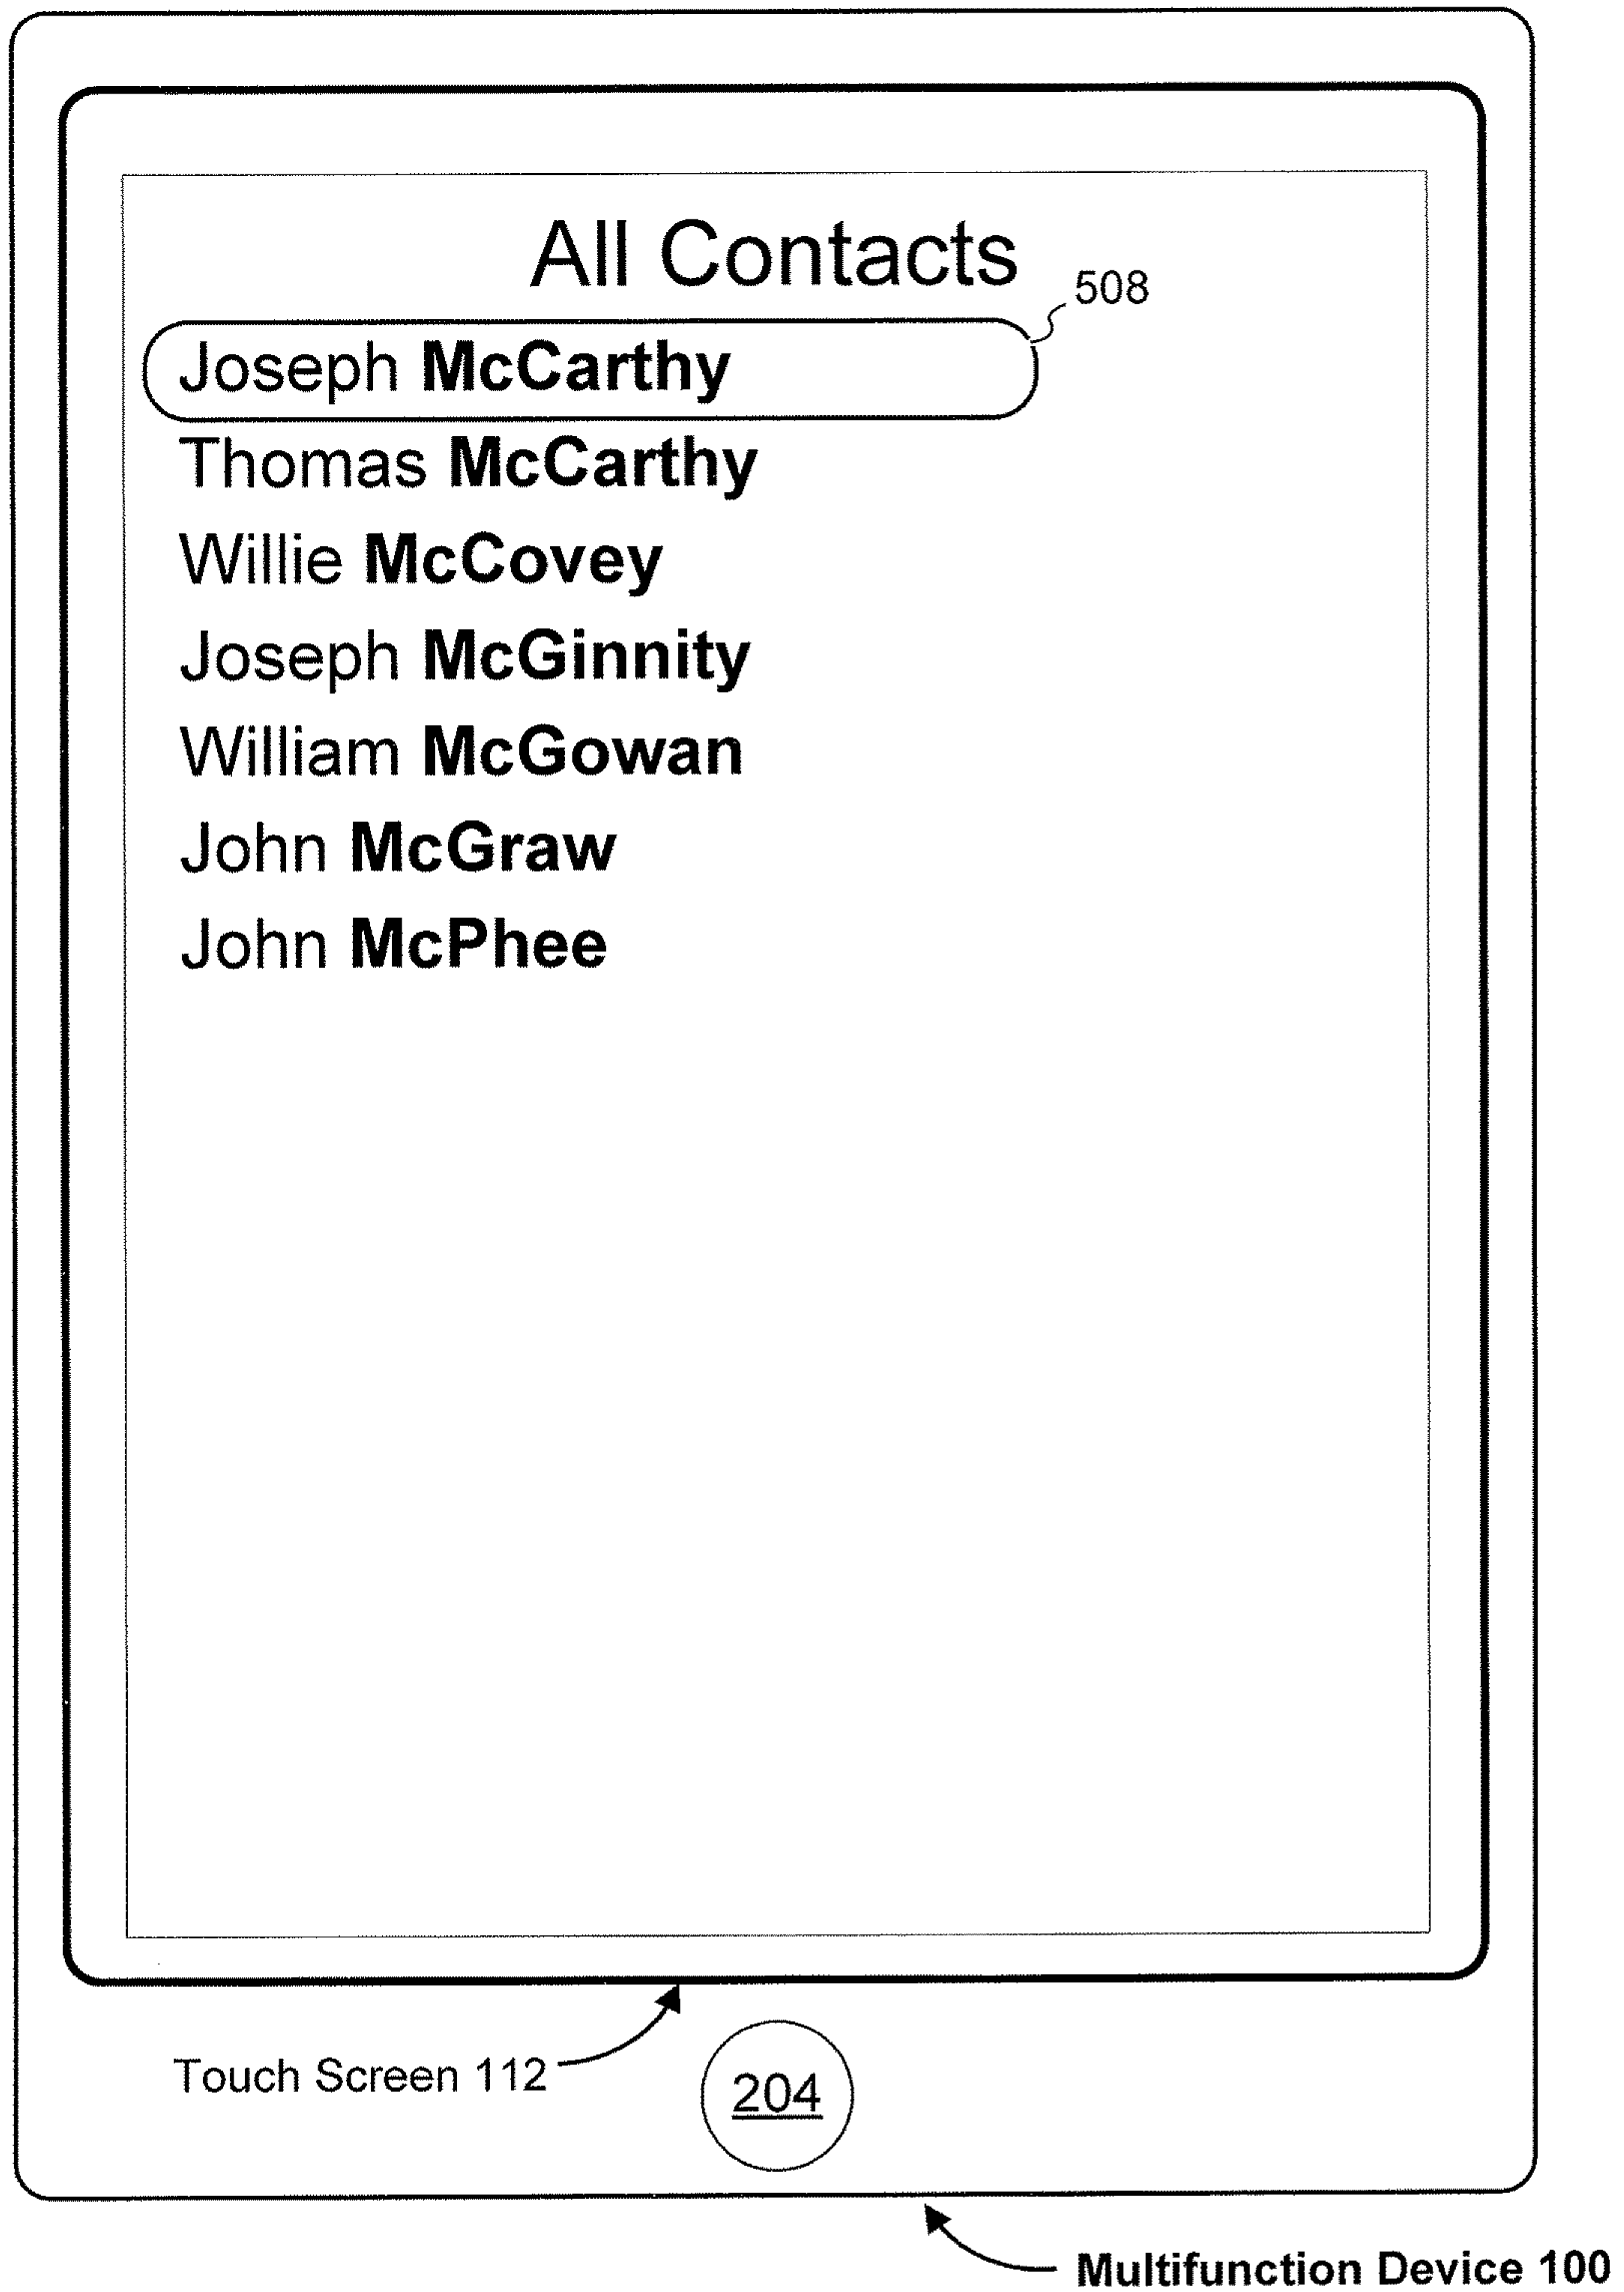 All Contacts
508
Joseph McCarthy
Thomas McCarthy
Willie McCovey
Joseph McGinnity
William McGowan
John McGraw
John McPhee
Touch Screen 112
204
Multifunction Device 100